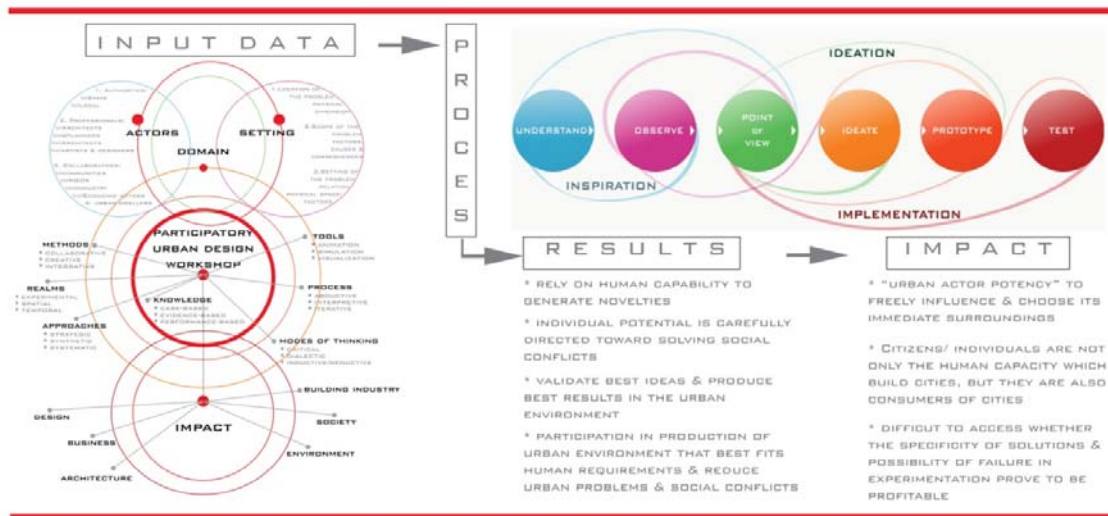 INPUT DATA
PROCESS
ACTORS
SETTING
DOMAIN
PARTICIPATORY
URBAN DESIGN
WORKSHOP
METHODS
* COLLABORATIVE
* CREATIVE
* INTEGRATIVE
REALMS
* EXPERIMENTAL
* SPATIAL
* TEMPORAL
APPROACHES
* STRATEGIC
* SYNTHETIC
* SYSTEMATIC
TOOLS
* SIMULATION
* VISUALIZATION
PROCESS
* INTERPRETIVE
* ITERATIVE
KNOWLEDGE
* CASE-BASED
* EVIDENCE-BASED
* PERFORMANCE-BASED
MODES OF THINKING
* CRITICAL
* DIALECTIC
* INDUCTIVE/DEDUCTIVE
BUILDING INDUSTRY
DESIGN
SOCIETY
IMPACT
BUSINESS
ENVIRONMENT
ARCHITECTURE
IDEATION
UNDERSTAND
OBSERVE
POINT
OF
VIEW
IDEATE
PROTOTYPE
TEST
INSPIRATION
IMPLEMENTATION
RESULTS
* RELY ON HUMAN CAPABILITY TO
GENERATE NOVELTIES
* INDIVIDUAL POTENTIAL IS CAREFULLY
DIRECTED TOWARD SOLVING SOCIAL
CONFLICTS
* VALIDATE BEST IDEAS & PRODUCE
BEST RESULTS IN THE URBAN
ENVIRONMENT
* PARTICIPATION IN PRODUCTION OF
URBAN ENVIRONMENT THAT BEST FITS
HUMAN REQUIREMENTS & REDUCE
URBAN PROBLEMS & SOCIAL CONFLICTS
IMPACT
* "URBAN ACTOR POTENCY" TO
FREELY INFLUENCE & CHOOSE ITS
IMMEDIATE SURROUNDINGS
* CITIZENS/ INDIVIDUALS ARE NOT
ONLY THE HUMAN CAPACITY WHICH
BUILD CITIES, BUT THEY ARE ALSO
CONSUMERS OF CITIES
* DIFFICUT TO ACCESS WHETHER
THE SPECIFICITY OF SOLUTIONS &
POSSIBILITY OF FAILURE IN
EXPERIMENTATION PROVE TO BE
PROFITABLE